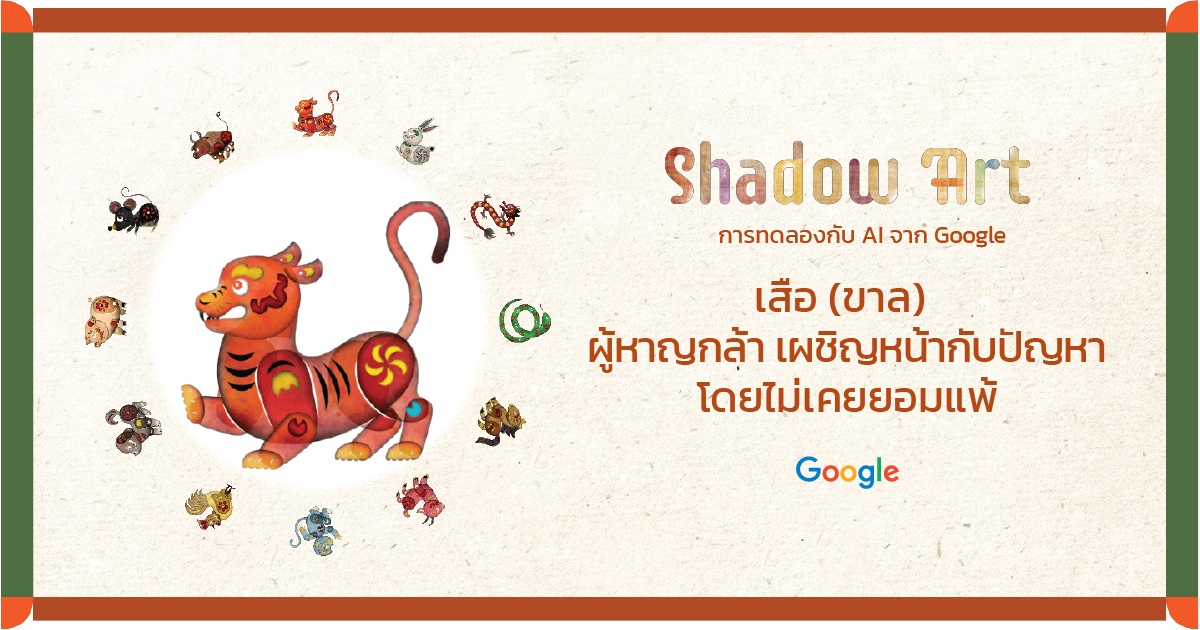 Shadow Art
การทดลองกับ AI จาก Google
เสือ (ขาล)
ผู้หาญกล้า เผชิญหน้ากับปัญหา
โดยไม่เคยยอมแพ้
Google